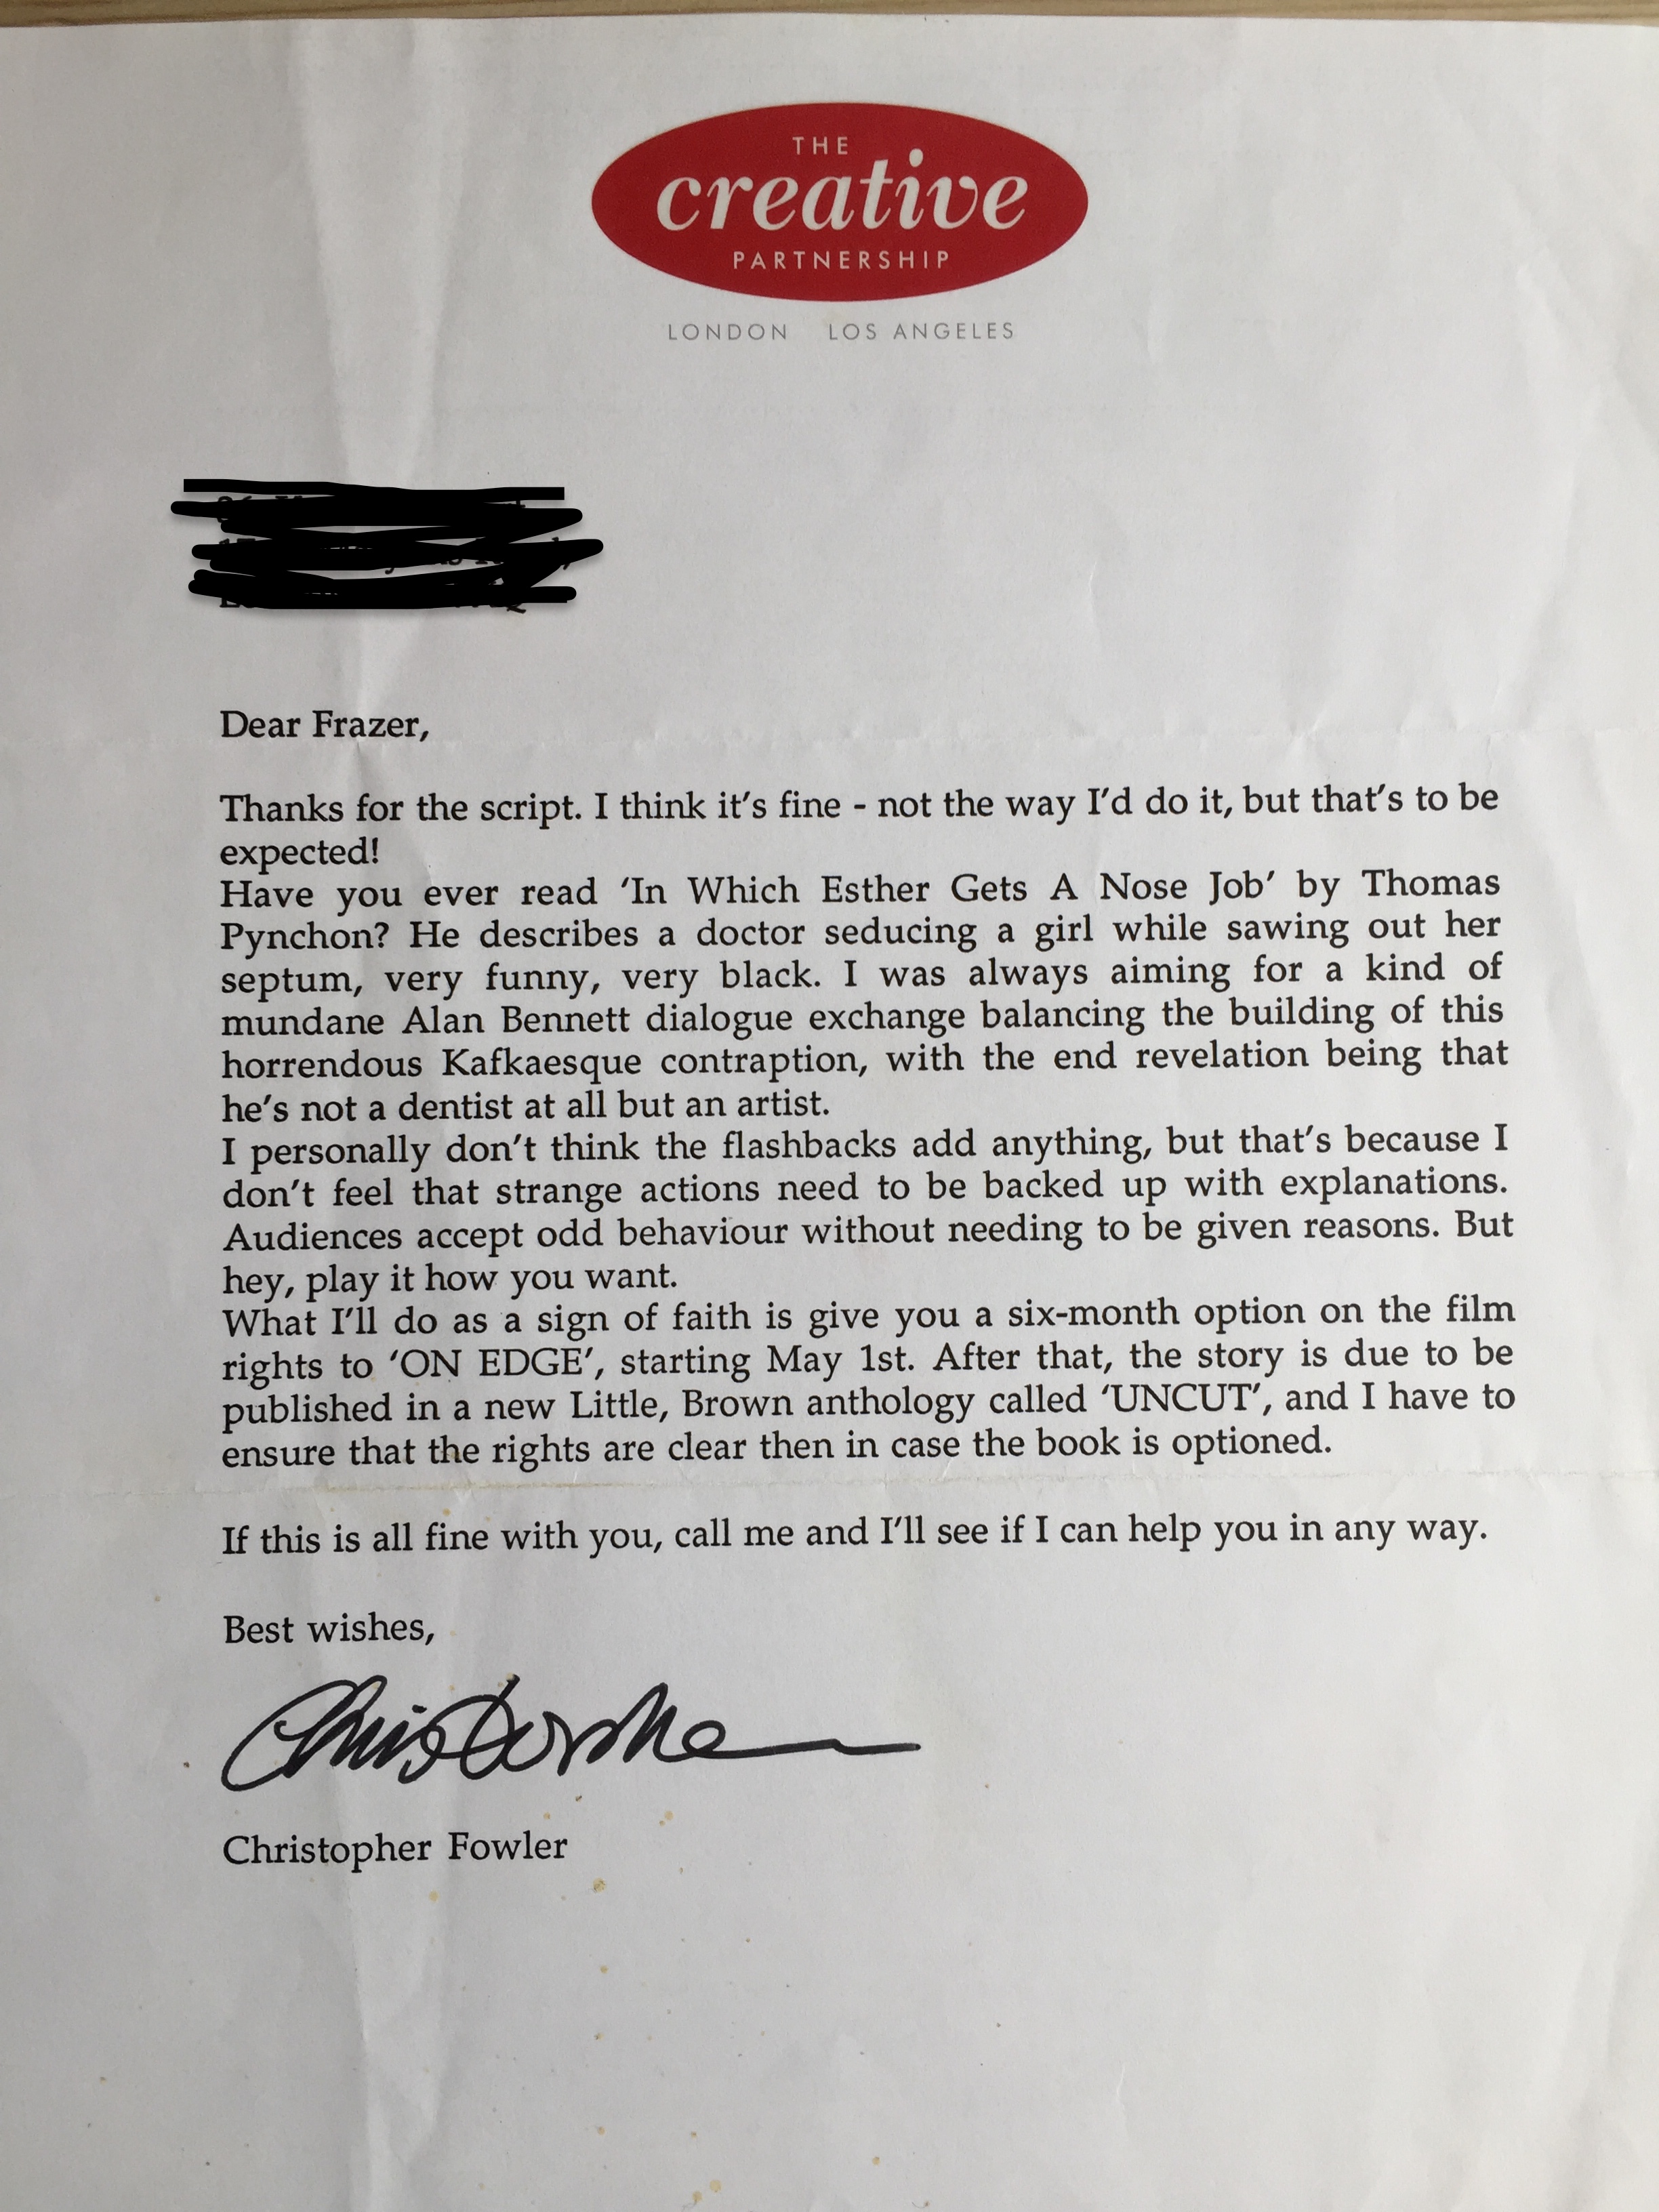 THE
creative
PARTNERSHIP
LONDON LOS ANGELES
Dear Frazer,
Thanks for the script. I think it's fine - not the way I'd do it, but that's to be
expected!
Have you ever read 'In Which Esther Gets A Nose Job' by Thomas
Pynchon? He describes a doctor seducing a girl while sawing out her
septum, very funny, very black. I was always aiming for a kind of
mundane Alan Bennett dialogue exchange balancing the building of this
horrendous Kafkaesque contraption, with the end revelation being that
he's not a dentist at all but an artist.
I personally don't think the flashbacks add anything, but that's because I
don't feel that strange actions need to be backed up with explanations.
Audiences accept odd behaviour without needing to be given reasons. But
hey, play it how you want.
What I'll do as a sign of faith is give you a six-month option on the film
rights to 'ON EDGE', starting May 1st. After that, the story is due to be
published in a new Little, Brown anthology called 'UNCUT', and I have to
ensure that the rights are clear then in case the book is optioned.
If this is all fine with you, call me and I'll see if I can help you in any way.
Best wishes,
Christopher
Christopher Fowler